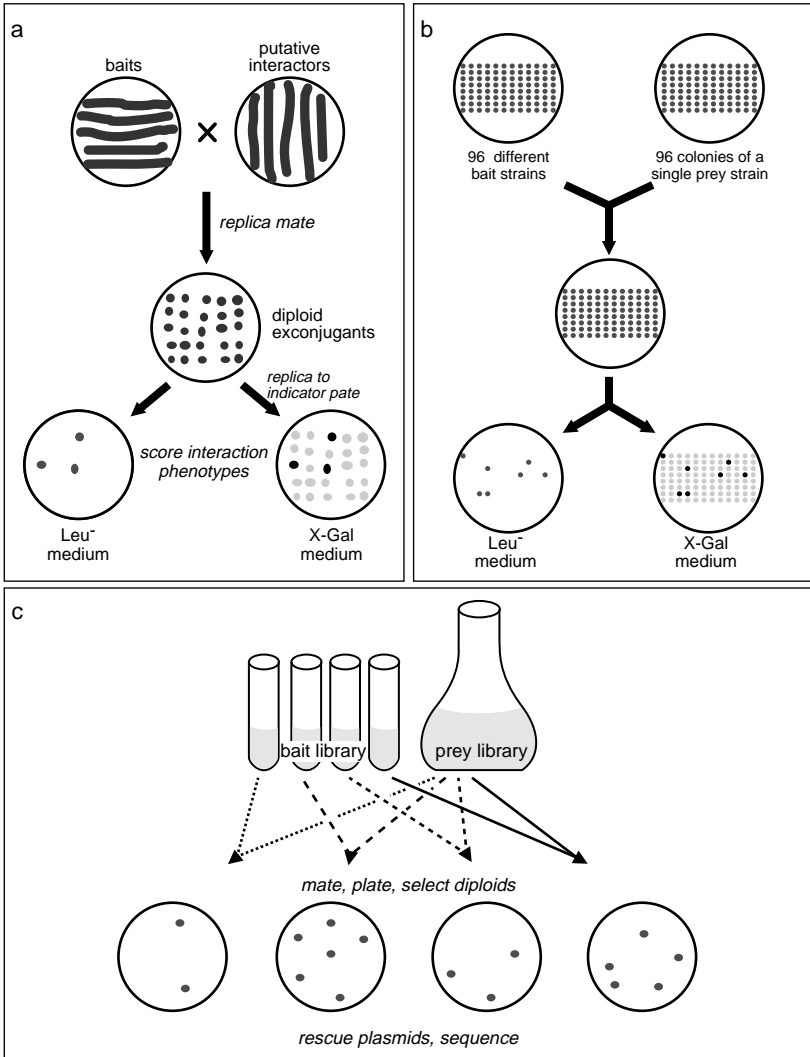 a
baits
putative
interactors
replica mate
diploid
exconjugants
replica to
indicator pate
score interaction
phenotypes
Leu-
medium
X-Gal
medium
b
96 different
bait strains
96 colonies of a
single prey strain
Leu-
medium
X-Gal
medium
c
bait library
prey library
mate, plate, select diploids
rescue plasmids, sequence